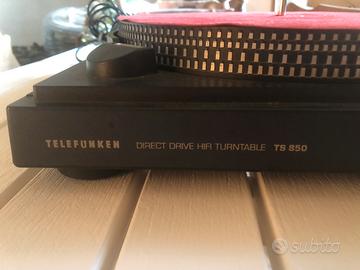 TELEFUNKEN DIRECT DRIVE HIFI TURNTABLE TS 850
subito